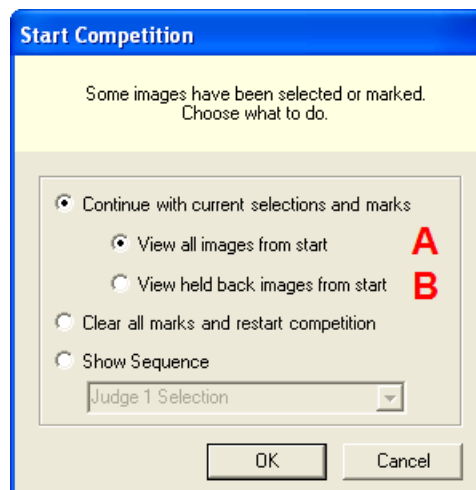 Start Competition
Some images have been selected or marked.
Choose what to do.
Continue with current selections and marks
View all images from start A
View held back images from start B
Clear all marks and restart competition
Show Sequence
Judge 1 Selection
OK Cancel